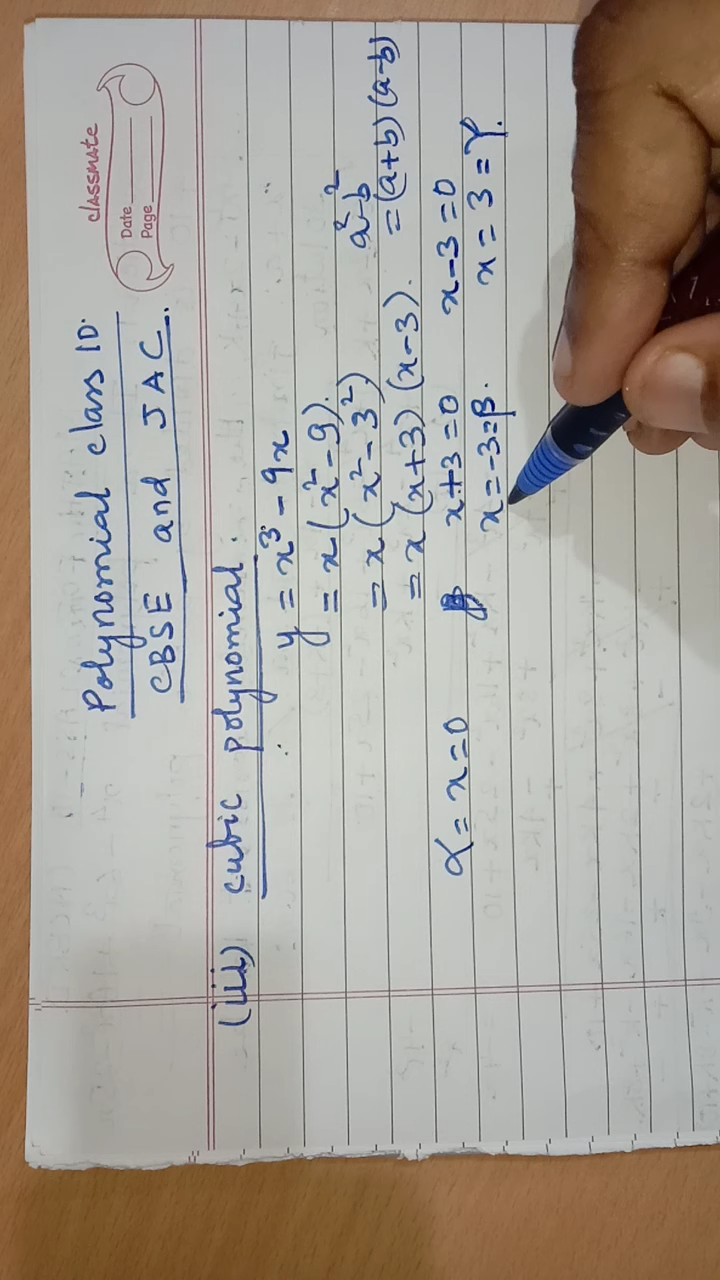 classmate
Date
Page
Polynomial class 10.
CBSE and JAC.
(iii) cubic polynomial.
y = x³ - 9x
= x(x² - 9).
= x(x² - 3²) a² - b²
= x(x+3)(x-3). = (a+b)(a-b)
α = x = 0 x+3=0 x-3=0
x = -3 = β. x = 3 = γ.